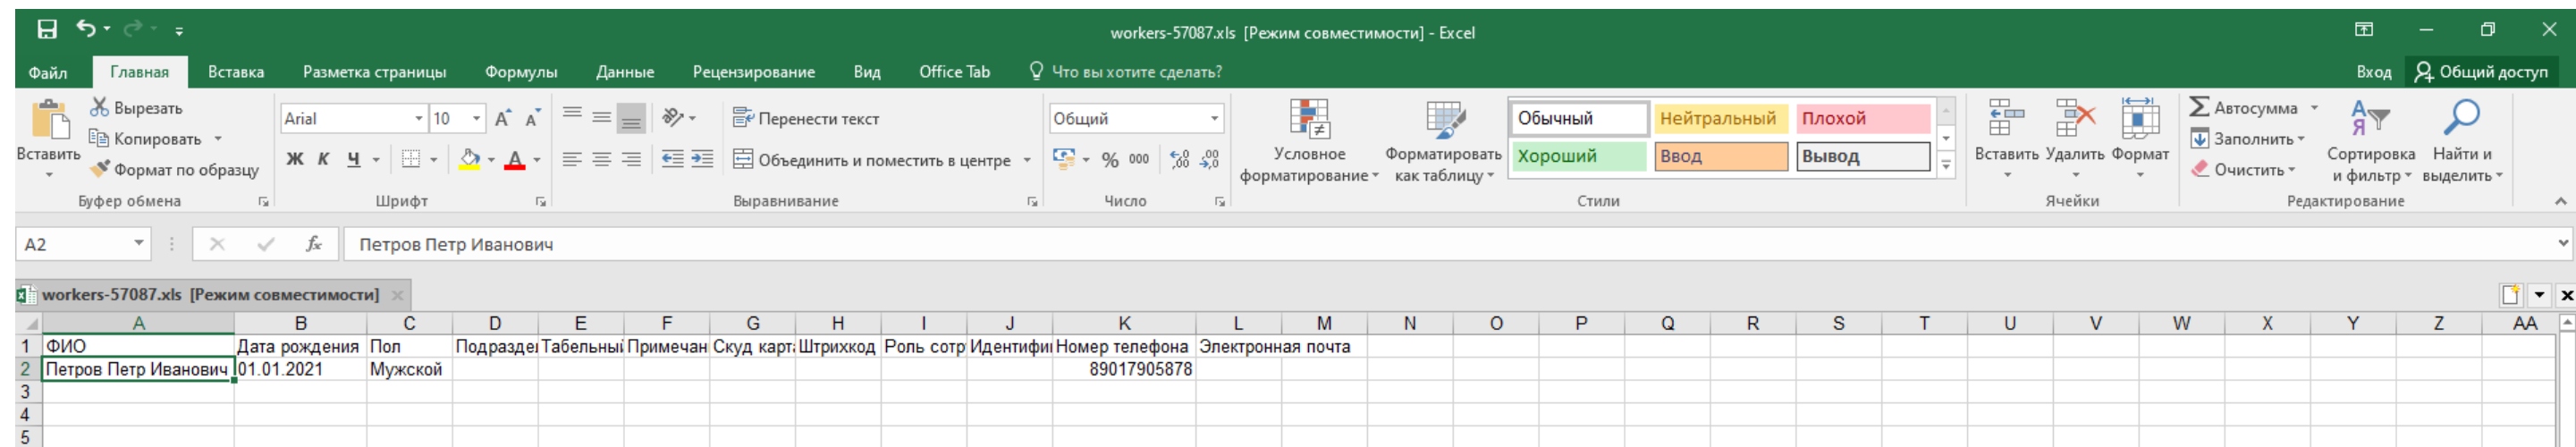 workers-57087.xls [Режим совместимости] - Excel
Файл Главная Вставка Разметка страницы Формулы Данные Рецензирование Вид Office Tab Что вы хотите сделать? Вход Общий доступ
Вставить
Вырезать
Копировать
Формат по образцу
Буфер обмена
Arial 10
Ж К Ч
Шрифт
Перенести текст
Объединить и поместить в центре
Выравнивание
Общий
% 000
Число
Условное форматирование
Форматировать как таблицу
Обычный Нейтральный Плохой
Хороший Ввод Вывод
Стили
Вставить Удалить Формат
Ячейки
Автосумма
Заполнить
Очистить
Сортировка и фильтр
Найти и выделить
Редактирование
A2 fx Петров Петр Иванович
workers-57087.xls [Режим совместимости]
A B C D E F G H I J K L M N O P Q R S T U V W X Y Z AA
1 ФИО Дата рождения Пол Подраздел Табельный Примечан Скуд карт Штрихкод Роль сотр Идентифи Номер телефона Электронная почта
2 Петров Петр Иванович 01.01.2021 Мужской 89017905878
3
4
5